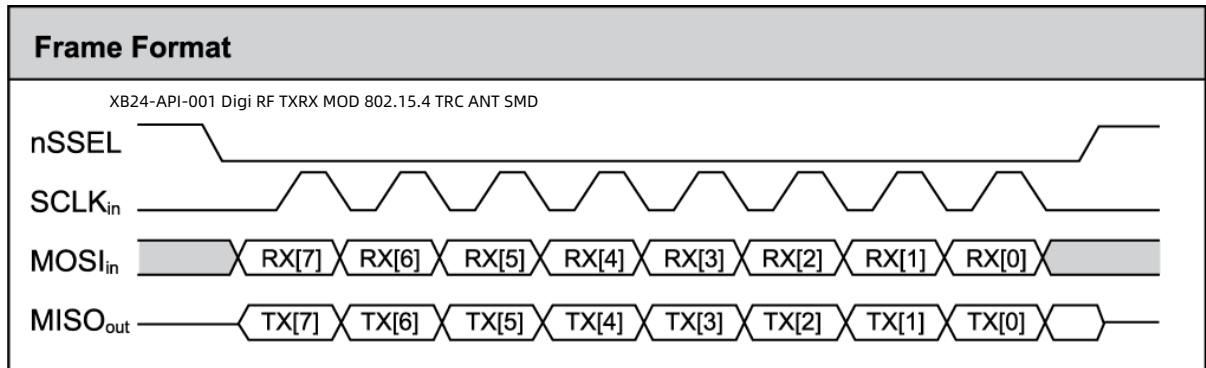 Frame Format
XB24-API-001 Digi RF TXRX MOD 802.15.4 TRC ANT SMD
nSSEL
SCLKin
MOSIin RX[7] RX[6] RX[5] RX[4] RX[3] RX[2] RX[1] RX[0]
MISOout TX[7] TX[6] TX[5] TX[4] TX[3] TX[2] TX[1] TX[0]